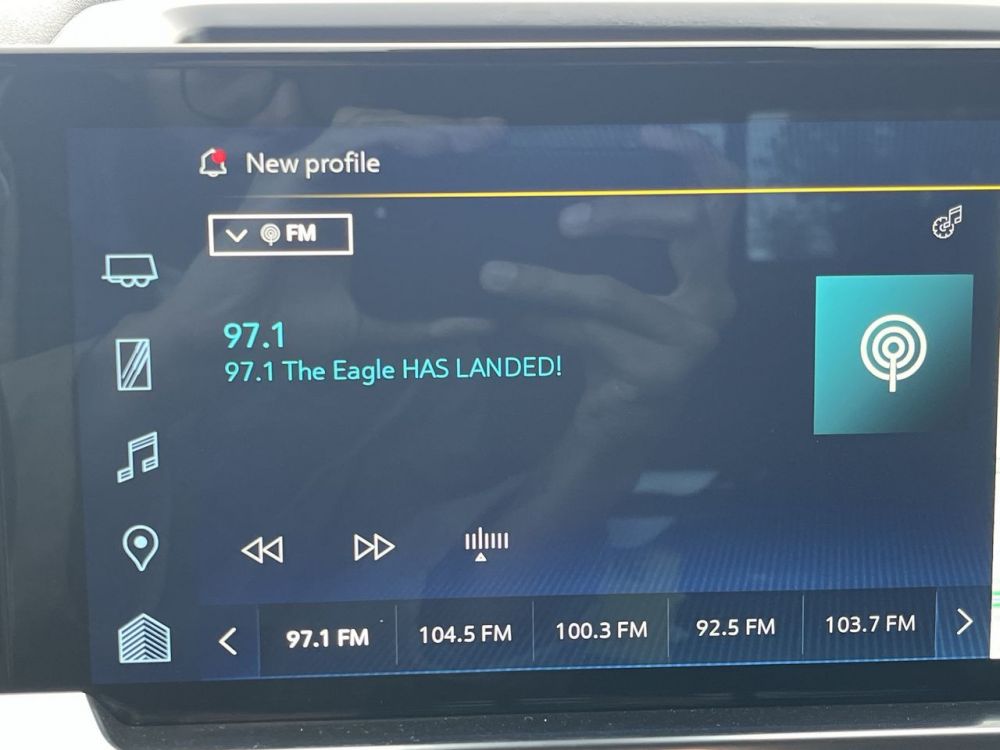 New profile
FM
97.1
97.1 The Eagle HAS LANDED!
97.1 FM 104.5 FM 100.3 FM 92.5 FM 103.7 FM